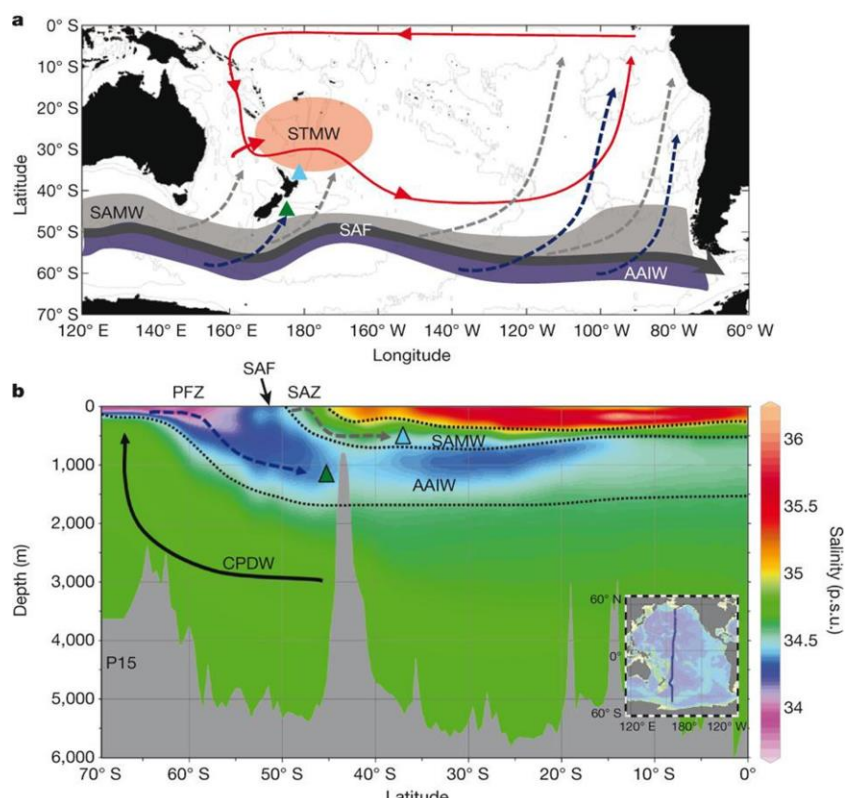 a
0° S
10° S
20° S
30° S
40° S
50° S
60° S
70° S
Latitude
STMW
SAMW
SAF
AAIW
120° E 140° E 160° E 180° 160° W 140° W 120° W 100° W 80° W 60° W
Longitude
b
SAF
PFZ SAZ
0
1,000
2,000
3,000
4,000
5,000
6,000
Depth (m)
SAMW
AAIW
CPDW
P15
60° N
0°
60° S
120° E 180° 120° W
70° S 60° S 50° S 40° S 30° S 20° S 10° S 0°
Latitude
36
35.5
35
34.5
34
Salinity (p.s.u.)